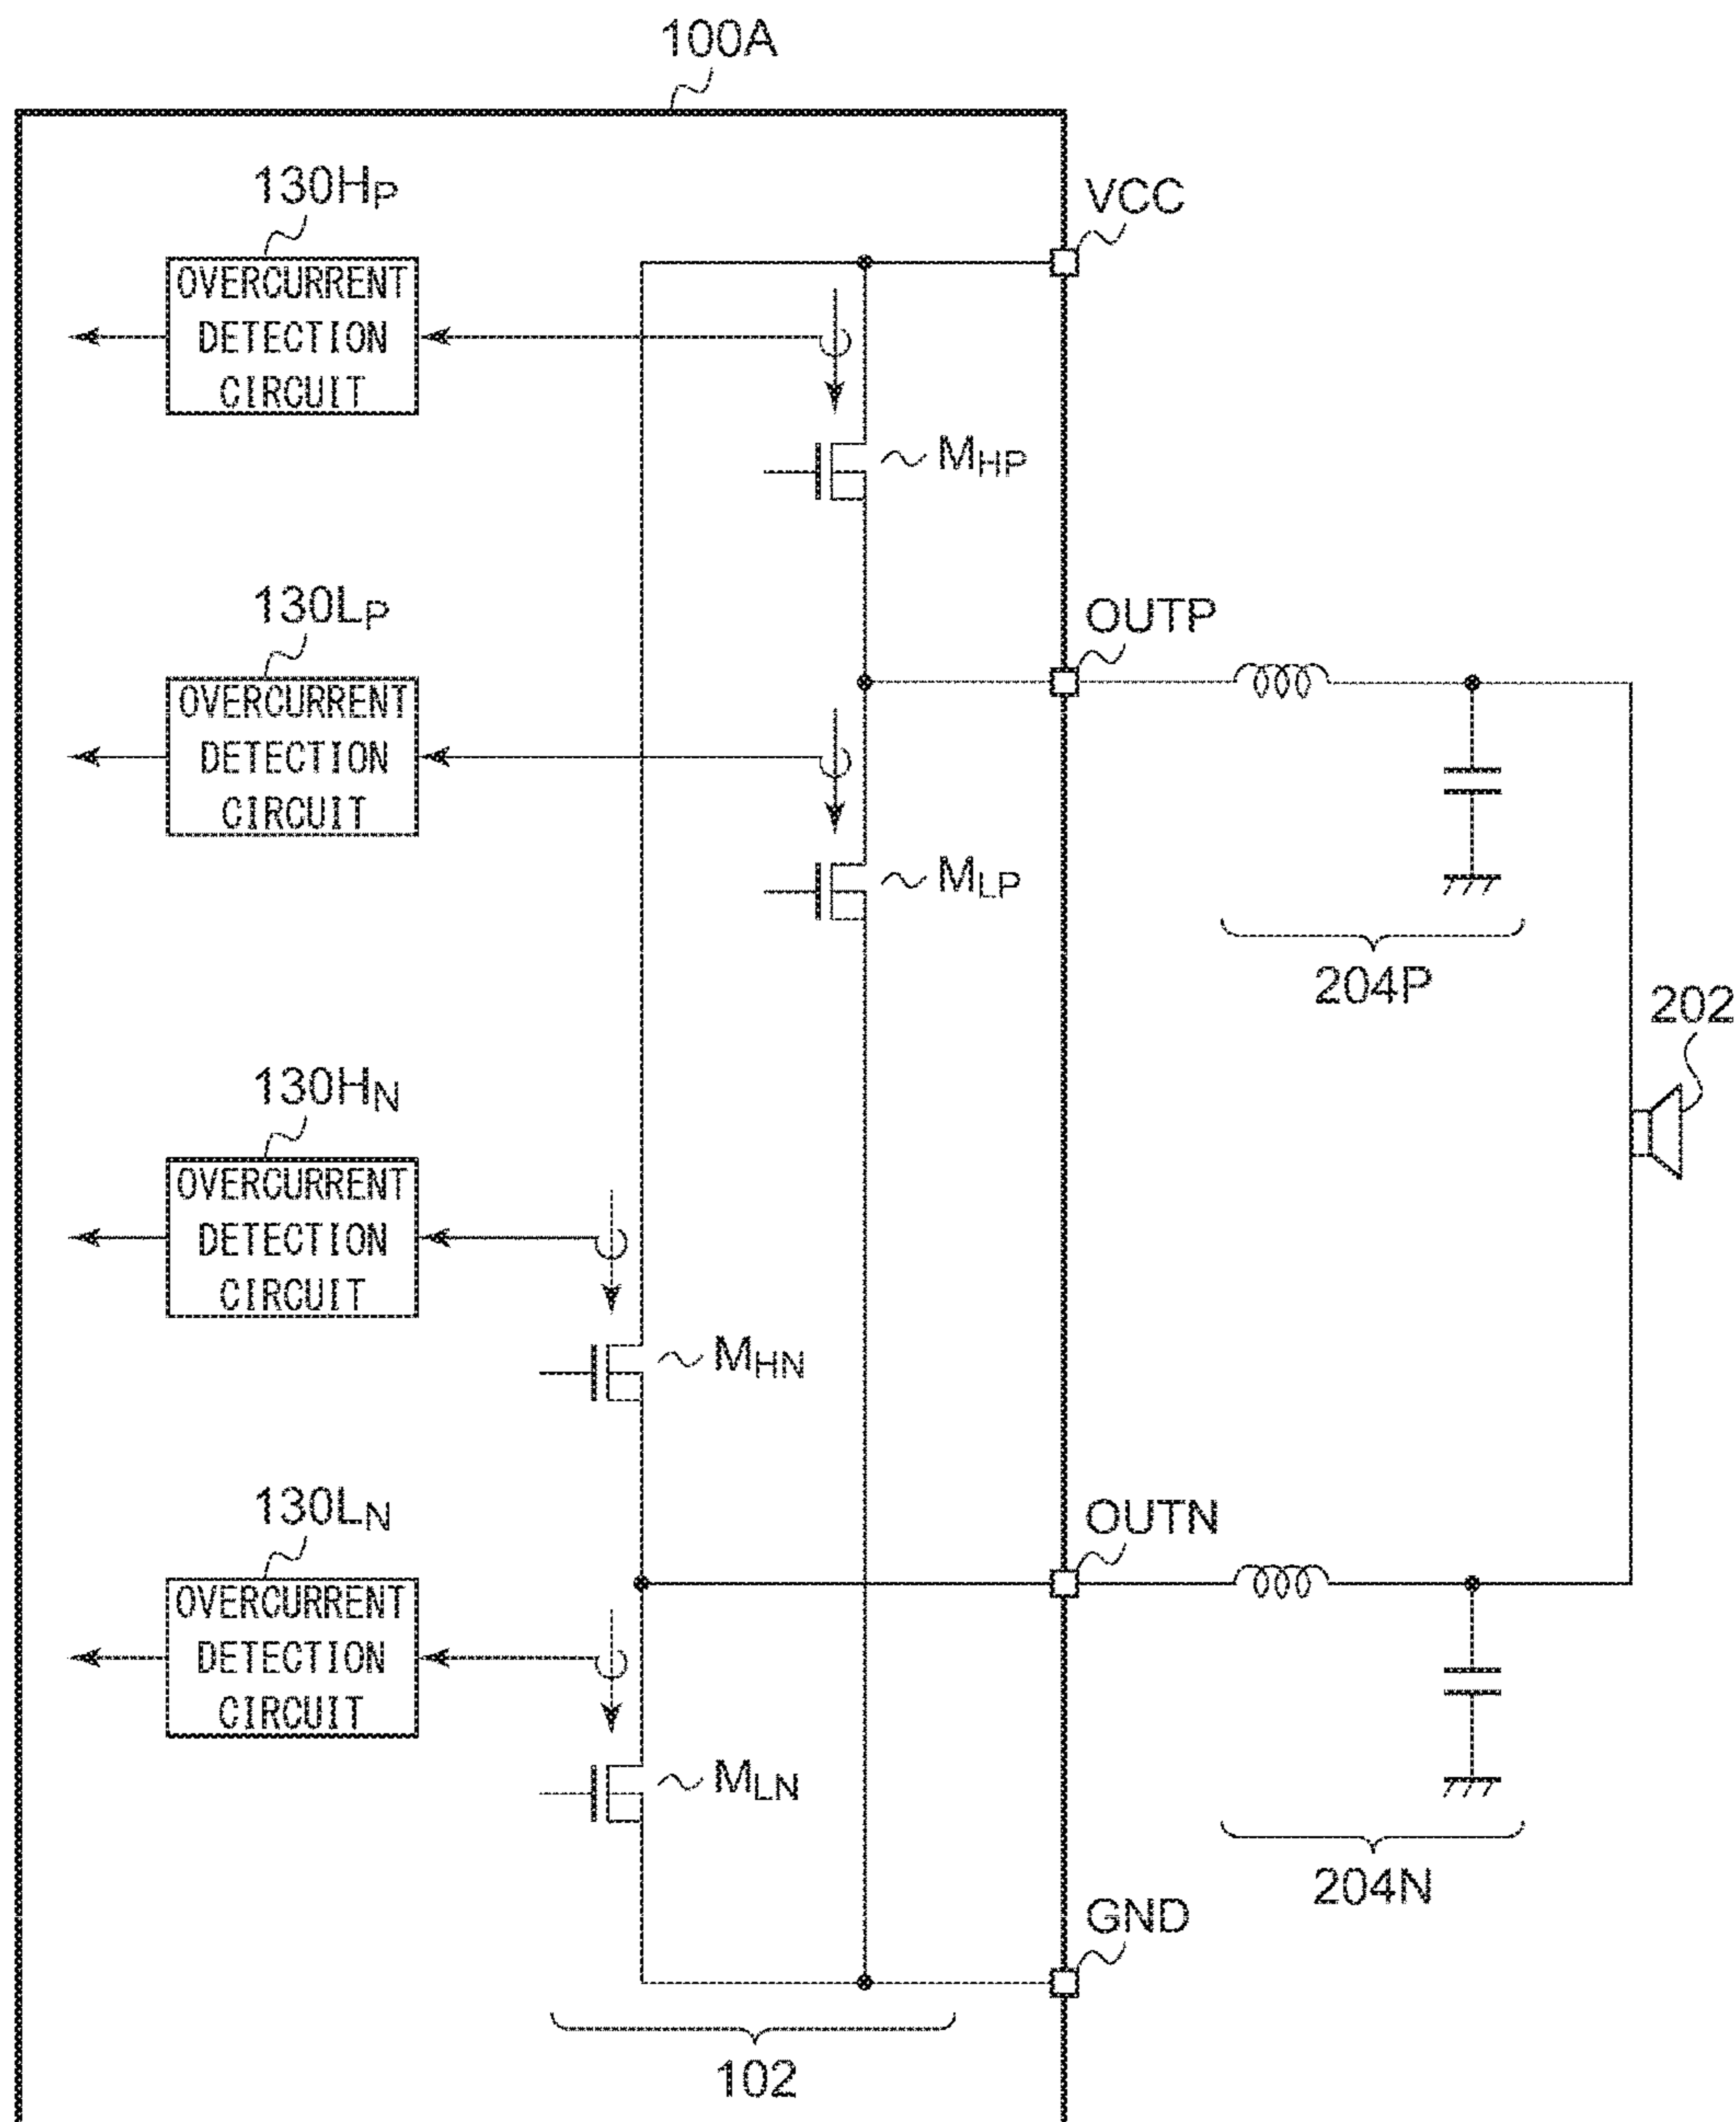 100A
130HP
VCC
OVERCURRENT
DETECTION
CIRCUIT
MHP
130LP
OUTP
OVERCURRENT
DETECTION
CIRCUIT
MLP
204P
202
130HN
OVERCURRENT
DETECTION
CIRCUIT
MHN
130LN
OUTN
OVERCURRENT
DETECTION
CIRCUIT
MLN
204N
GND
102